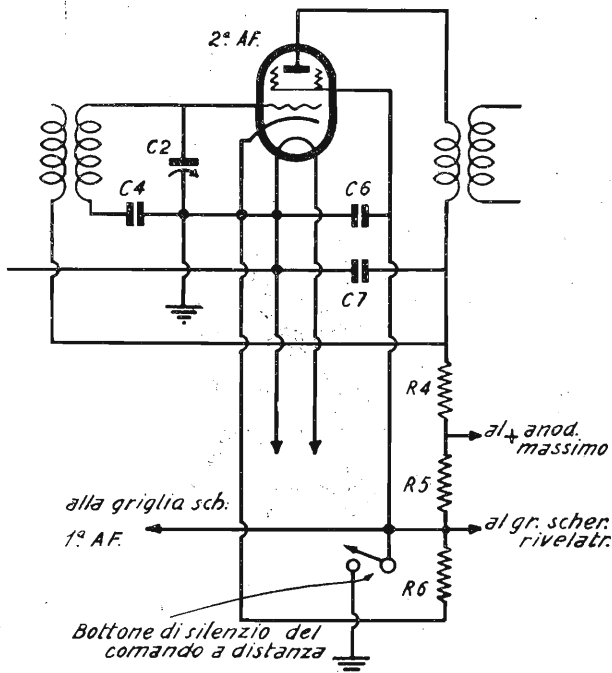 2ª AF.
C2
C4
C6
C7
R4
al + anod.
massimo
R5
alla griglia sch.
1ª AF.
al gr. scher.
rivelatr.
R6
Bottone di silenzio del
comando a distanza